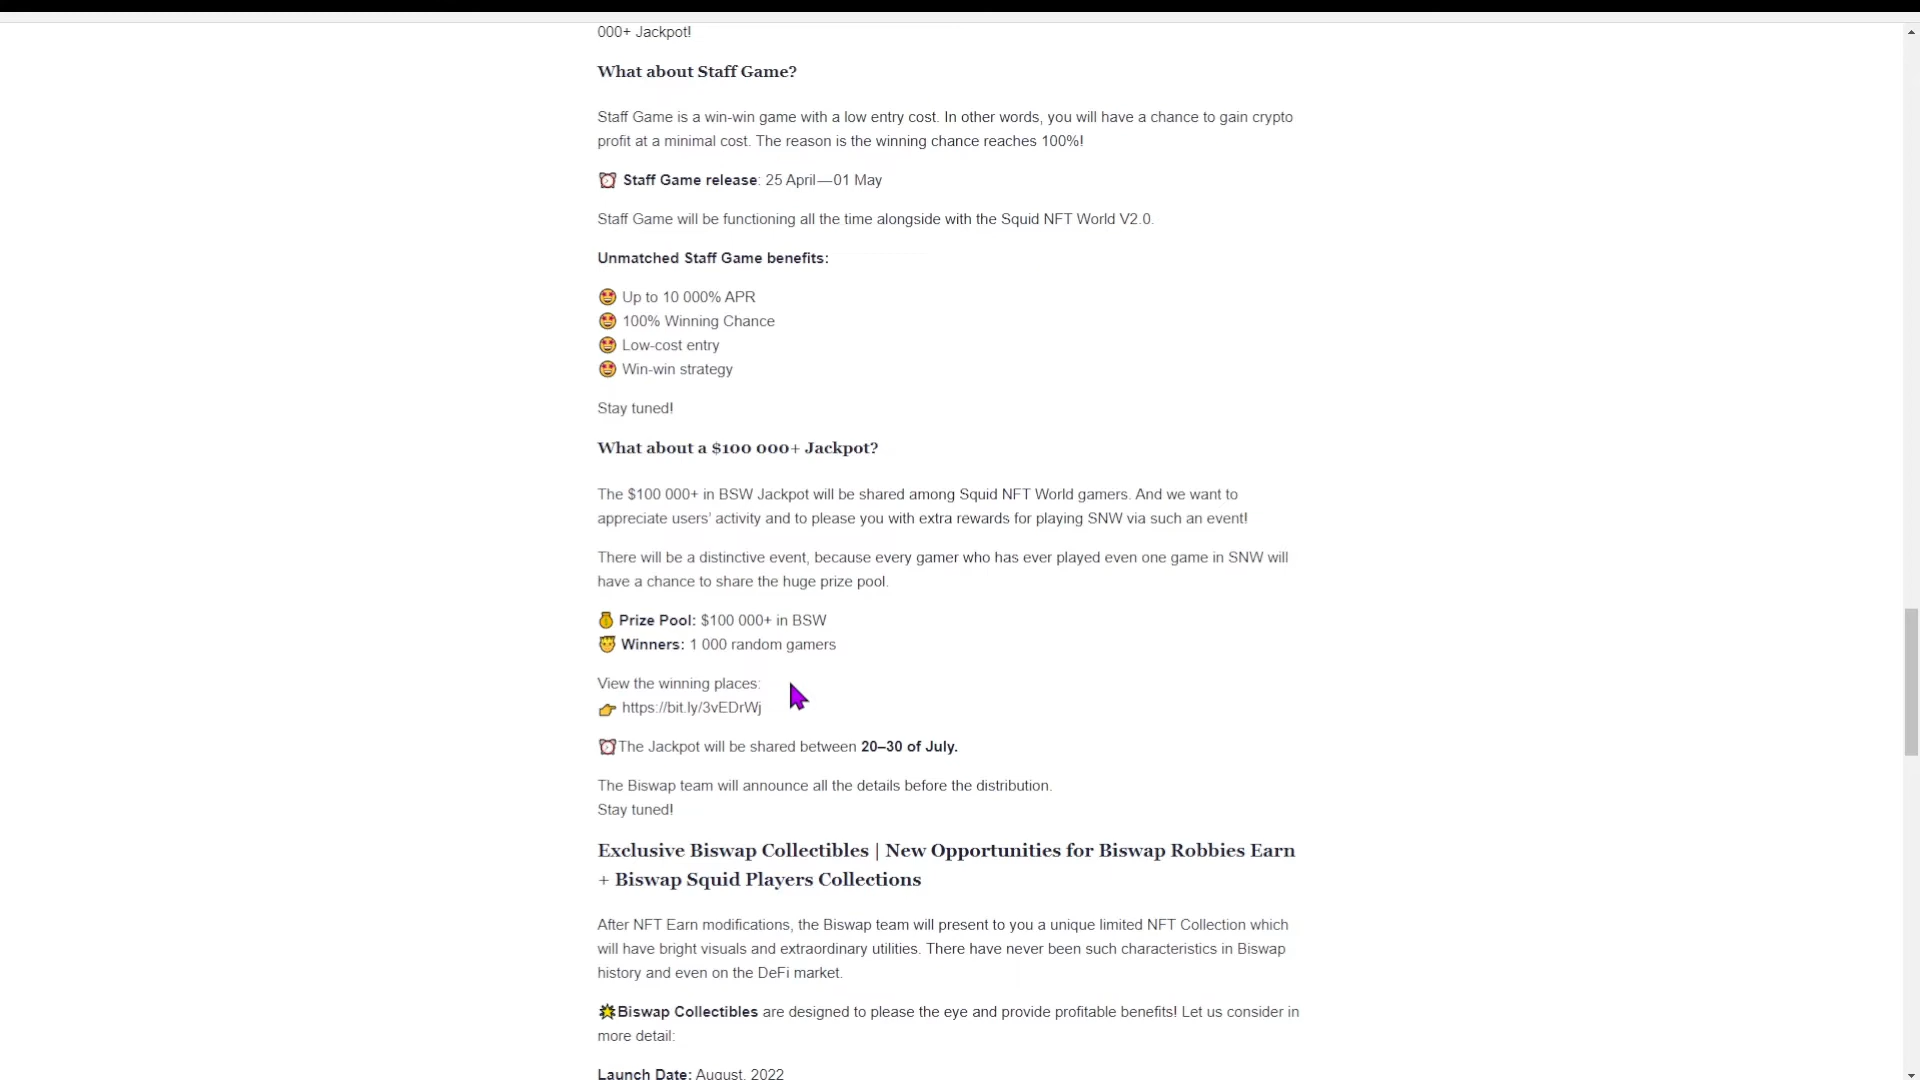 000+ Jackpot!
What about Staff Game?
Staff Game is a win-win game with a low entry cost. In other words, you will have a chance to gain crypto
profit at a minimal cost. The reason is the winning chance reaches 100%!
⏰ Staff Game release: 25 April — 01 May
Staff Game will be functioning all the time alongside with the Squid NFT World V2.0.
Unmatched Staff Game benefits:
🤩 Up to 10 000% APR
🤩 100% Winning Chance
🤩 Low-cost entry
🤩 Win-win strategy
Stay tuned!
What about a $100 000+ Jackpot?
The $100 000+ in BSW Jackpot will be shared among Squid NFT World gamers. And we want to
appreciate users’ activity and to please you with extra rewards for playing SNW via such an event!
There will be a distinctive event, because every gamer who has ever played even one game in SNW will
have a chance to share the huge prize pool.
💰 Prize Pool: $100 000+ in BSW
Winners: 1 000 random gamers
View the winning places:
👉 https://bit.ly/3vEDrWj
⏰The Jackpot will be shared between 20–30 of July.
The Biswap team will announce all the details before the distribution.
Stay tuned!
Exclusive Biswap Collectibles | New Opportunities for Biswap Robbies Earn
+ Biswap Squid Players Collections
After NFT Earn modifications, the Biswap team will present to you a unique limited NFT Collection which
will have bright visuals and extraordinary utilities. There have never been such characteristics in Biswap
history and even on the DeFi market.
🌟Biswap Collectibles are designed to please the eye and provide profitable benefits! Let us consider in
more detail:
Launch Date: August, 2022